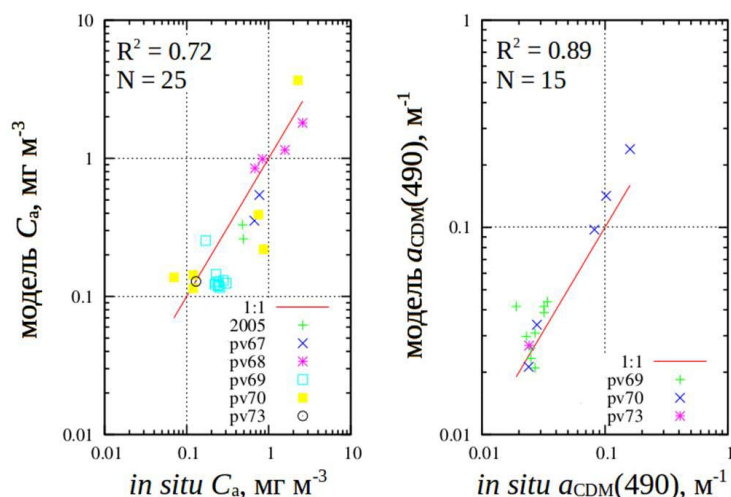 R² = 0.72
N = 25
10
1
0.1
0.01
0.01
0.1
1
10
модель Cₐ, мг м⁻³
in situ Cₐ, мг м⁻³
1:1
2005
pv67
pv68
pv69
pv70
pv73
R² = 0.89
N = 15
1
0.1
0.01
0.01
0.1
1
модель a_CDM(490), м⁻¹
in situ a_CDM(490), м⁻¹
1:1
pv69
pv70
pv73